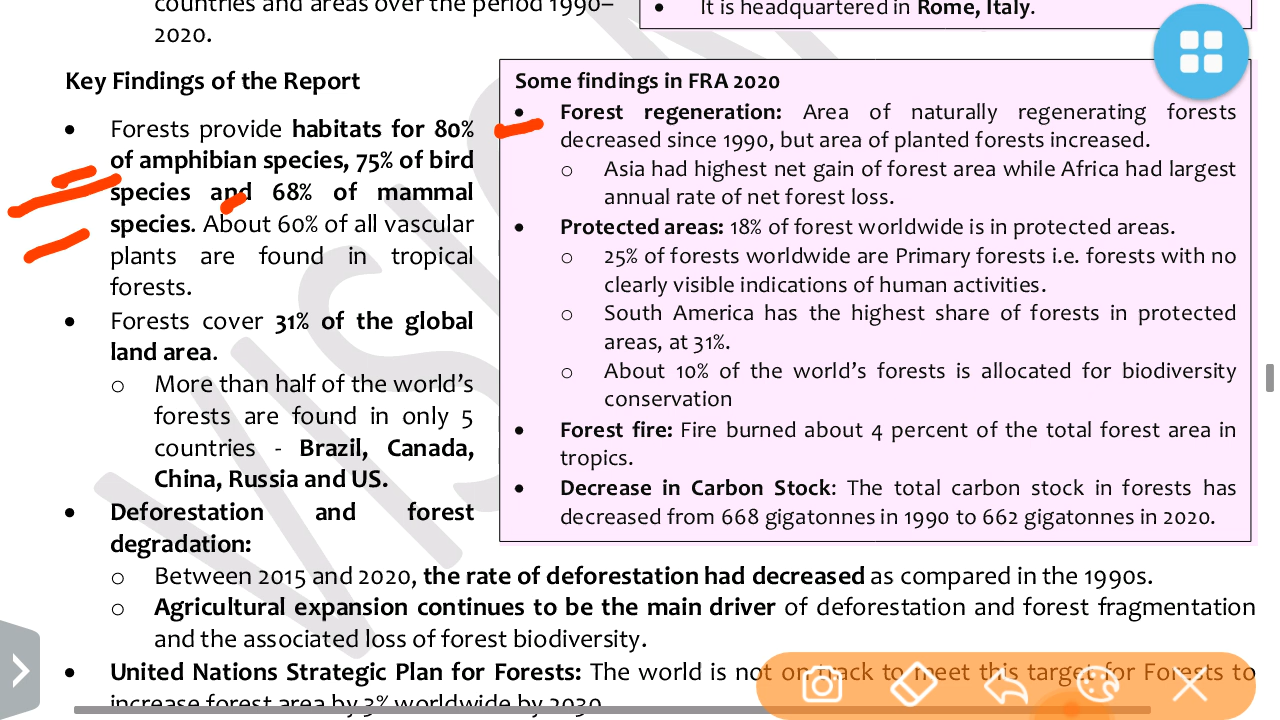 countries and areas over the period 1990–
2020.
It is headquartered in Rome, Italy.
Key Findings of the Report
• Forests provide habitats for 80%
of amphibian species, 75% of bird
species and 68% of mammal
species. About 60% of all vascular
plants are found in tropical
forests.
• Forests cover 31% of the global
land area.
o More than half of the world's
forests are found in only 5
countries - Brazil, Canada,
China, Russia and US.
• Deforestation and forest
degradation:
Some findings in FRA 2020
• Forest regeneration: Area of naturally regenerating forests
decreased since 1990, but area of planted forests increased.
o Asia had highest net gain of forest area while Africa had largest
annual rate of net forest loss.
• Protected areas: 18% of forest worldwide is in protected areas.
o 25% of forests worldwide are Primary forests i.e. forests with no
clearly visible indications of human activities.
o South America has the highest share of forests in protected
areas, at 31%.
o About 10% of the world's forests is allocated for biodiversity
conservation
• Forest fire: Fire burned about 4 percent of the total forest area in
tropics.
• Decrease in Carbon Stock: The total carbon stock in forests has
decreased from 668 gigatonnes in 1990 to 662 gigatonnes in 2020.
o Between 2015 and 2020, the rate of deforestation had decreased as compared in the 1990s.
o Agricultural expansion continues to be the main driver of deforestation and forest fragmentation
and the associated loss of forest biodiversity.
• United Nations Strategic Plan for Forests: The world is not on track to meet this target for Forests to
increase forest area by 3% worldwide by 2030